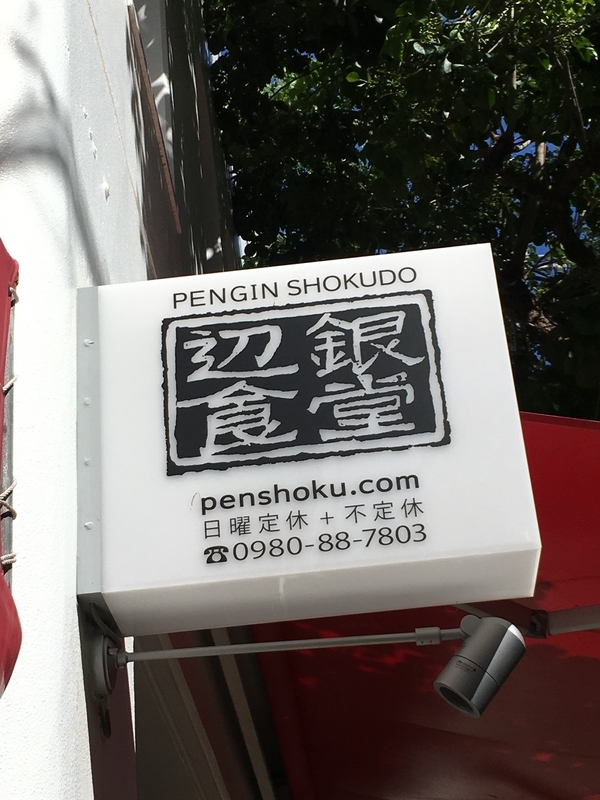 PENGIN SHOKUDO
辺銀
食堂
penshoku.com
日曜定休 + 不定休
☎0980-88-7803